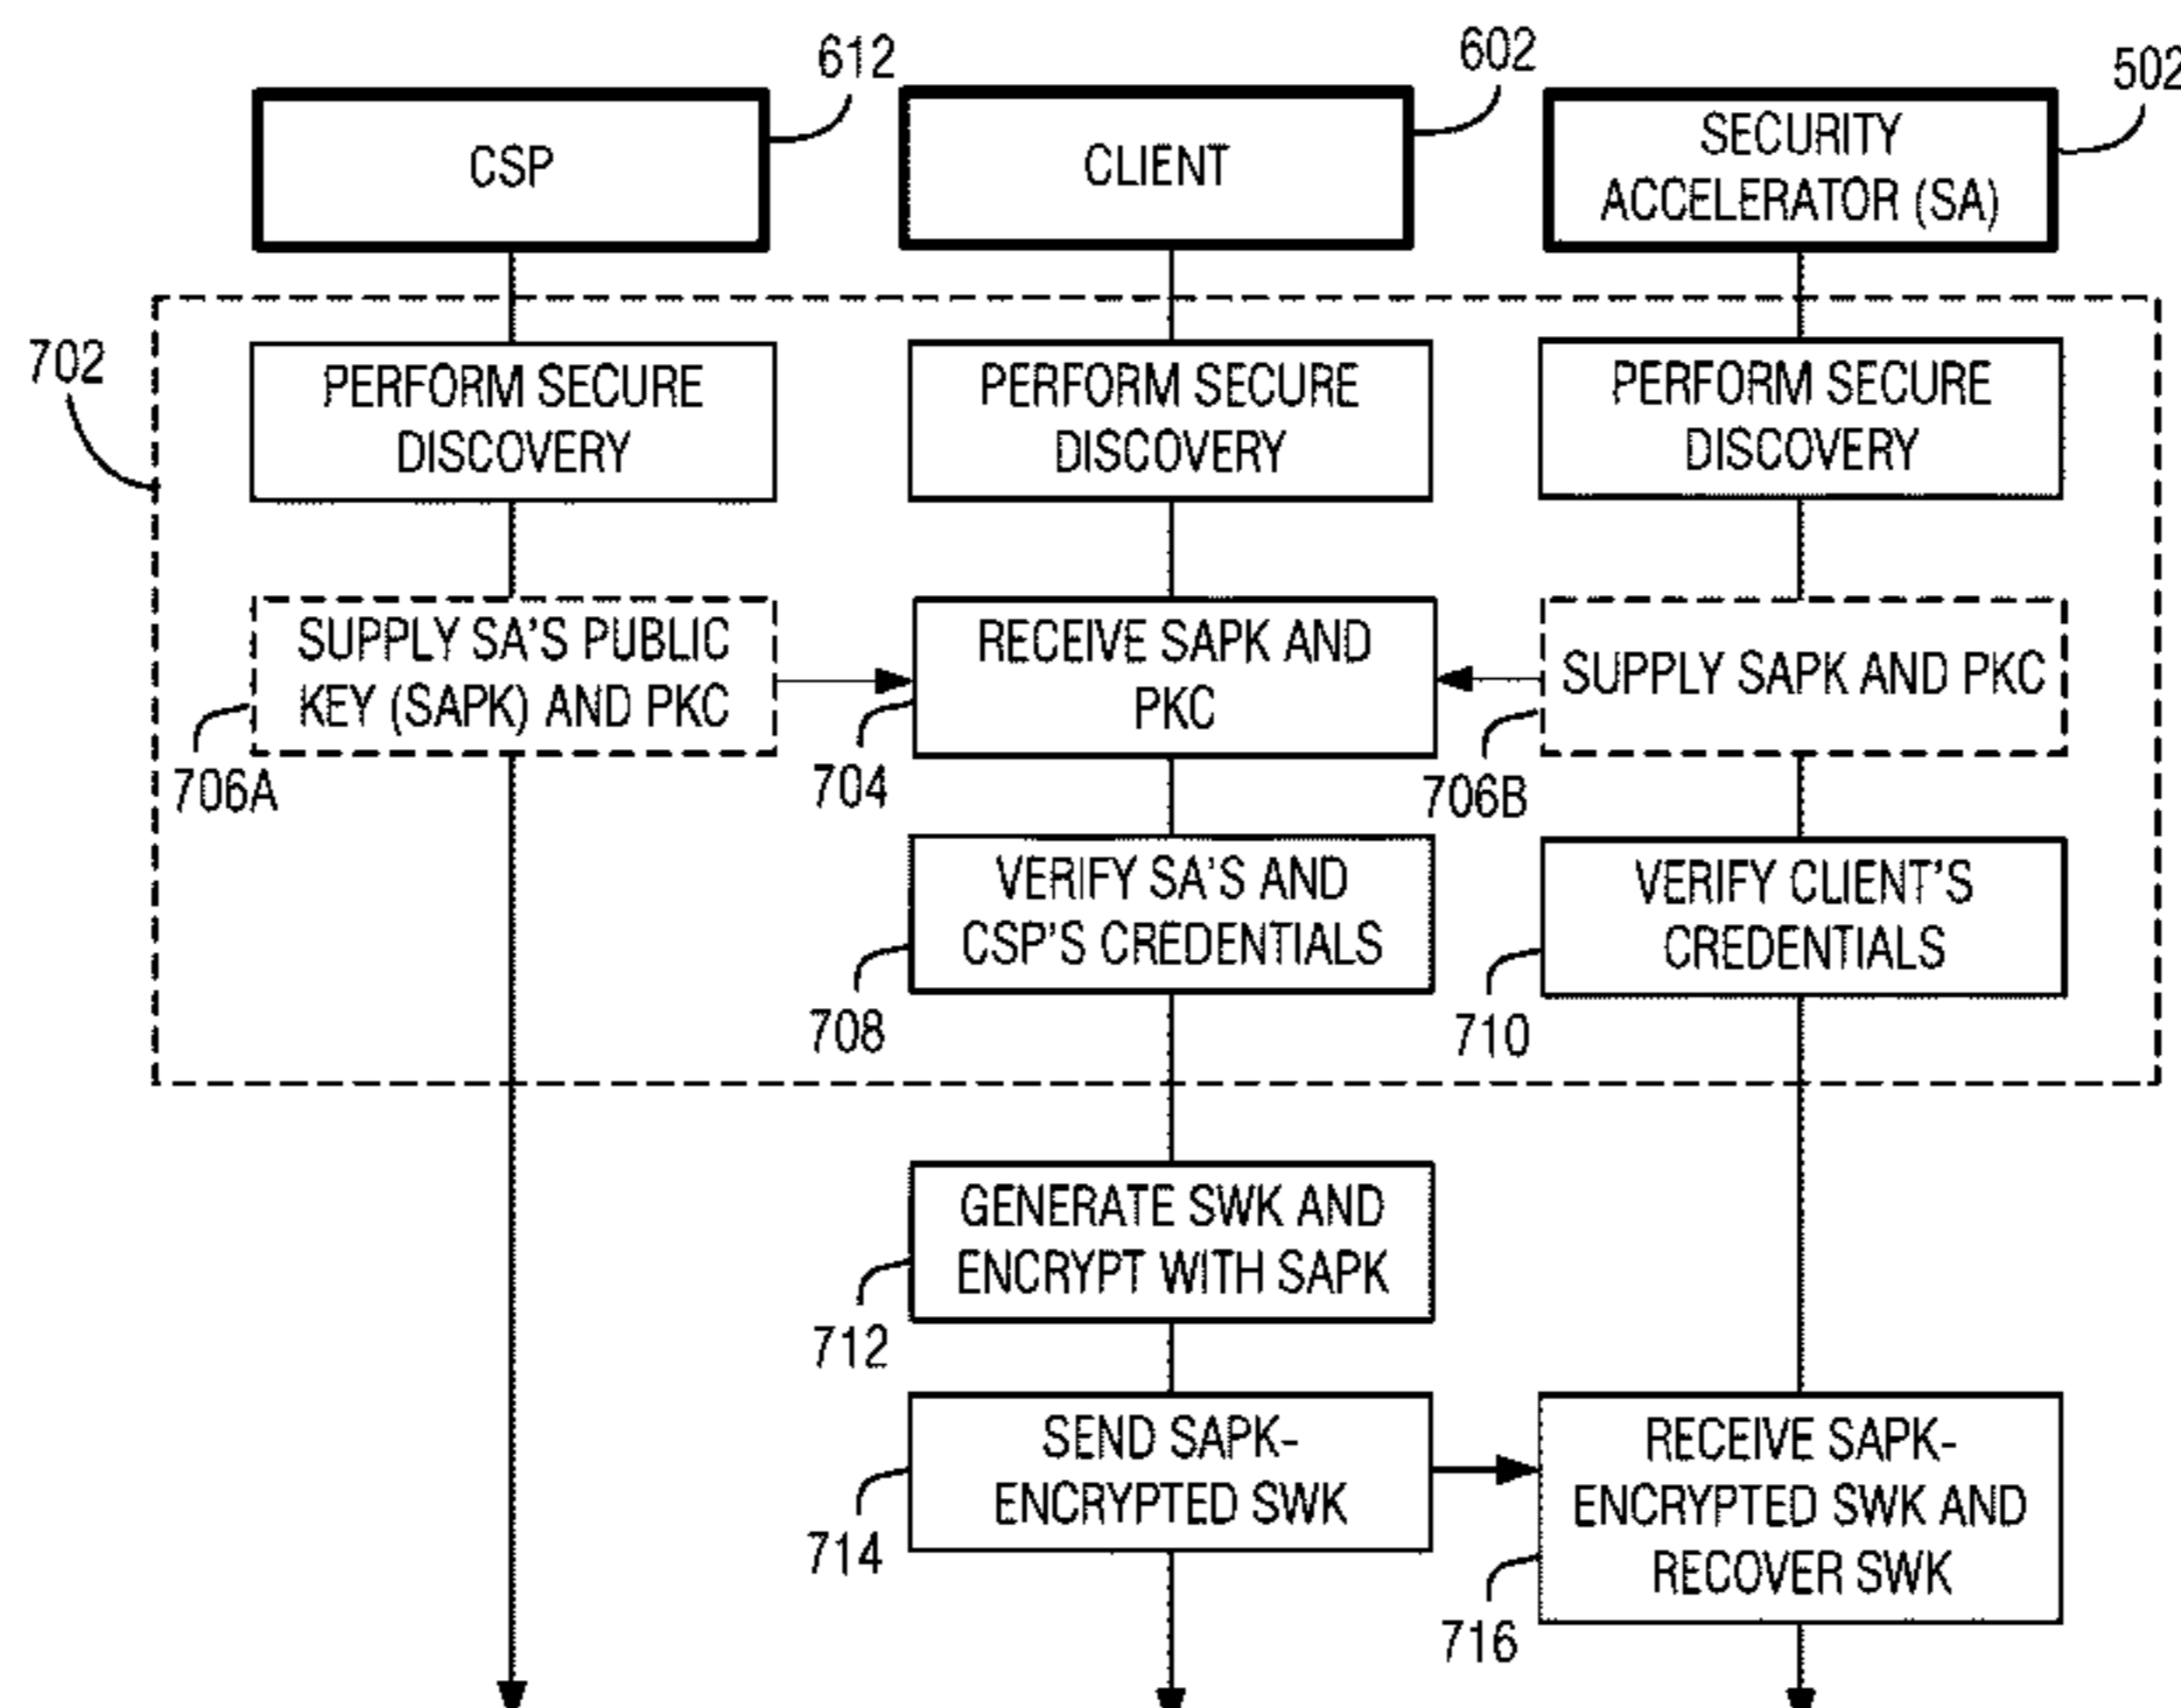 612
602
502
CSP
CLIENT
SECURITY
ACCELERATOR (SA)
702
PERFORM SECURE
DISCOVERY
PERFORM SECURE
DISCOVERY
PERFORM SECURE
DISCOVERY
SUPPLY SA'S PUBLIC
KEY (SAPK) AND PKC
RECEIVE SAPK AND
PKC
SUPPLY SAPK AND PKC
706A
704
706B
VERIFY SA'S AND
CSP'S CREDENTIALS
VERIFY CLIENT'S
CREDENTIALS
708
710
GENERATE SWK AND
ENCRYPT WITH SAPK
712
SEND SAPK-
ENCRYPTED SWK
RECEIVE SAPK-
ENCRYPTED SWK AND
RECOVER SWK
714
716